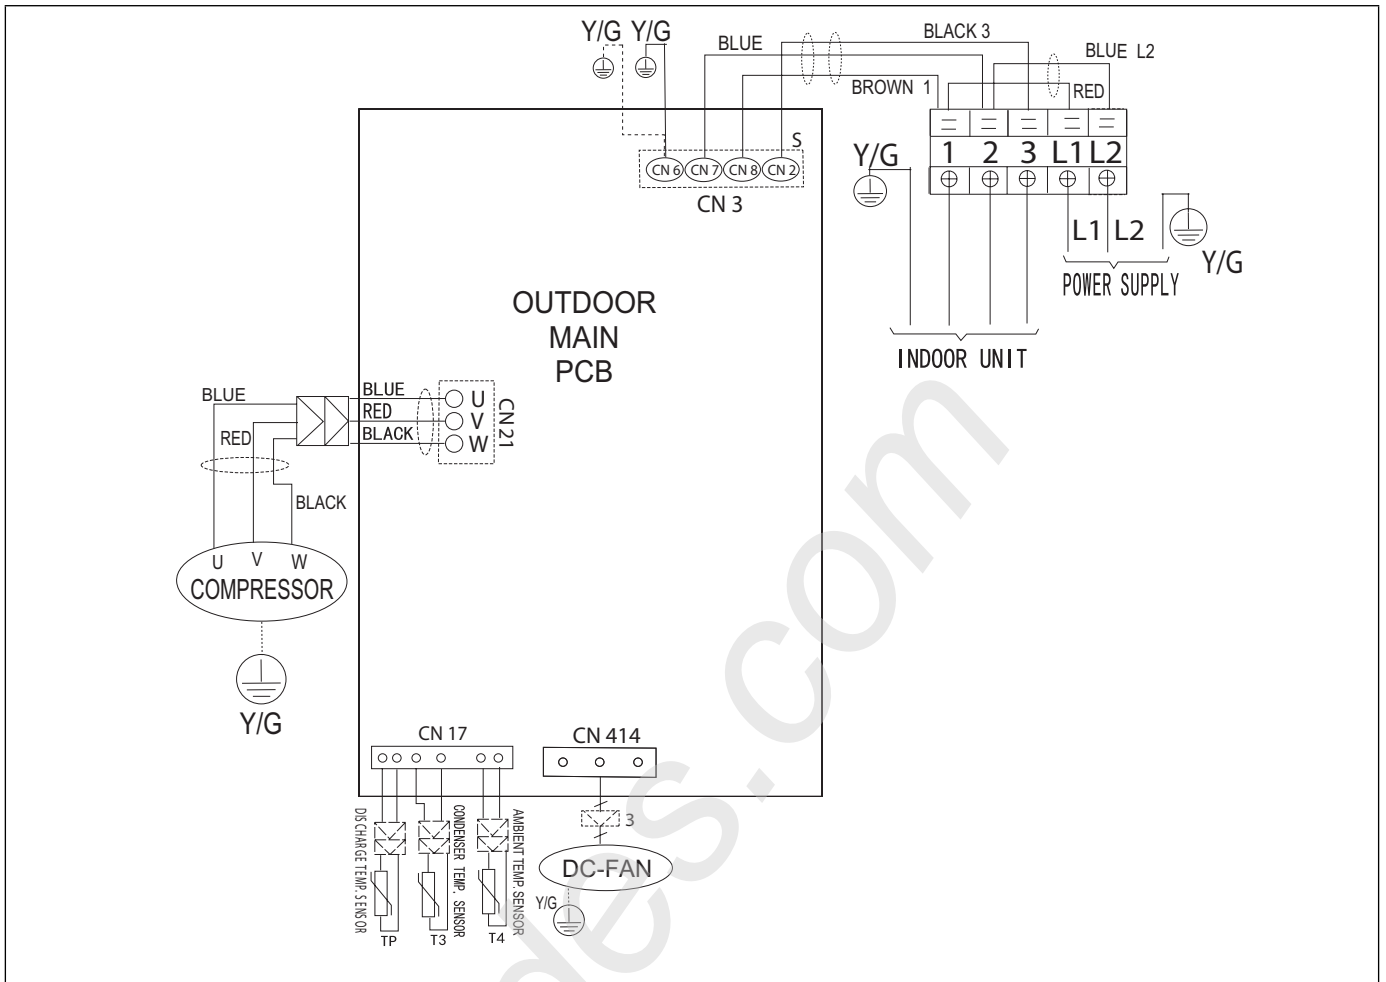 Y/G Y/G
BLUE
BLACK 3
BLUE L2
BROWN 1
RED
S
CN 6 CN 7 CN 8 CN 2
CN 3
Y/G
1 2 3 L1 L2
L1 L2
Y/G
POWER SUPPLY
INDOOR UNIT
OUTDOOR
MAIN
PCB
BLUE
RED
BLACK
BLUE
RED
BLACK
U
V
W
CN 21
U V W
COMPRESSOR
Y/G
CN 17
CN 414
DISCHARGE TEMP. SENSOR
CONDENSER TEMP. SENSOR
AMBIENT TEMP. SENSOR
3
DC-FAN
Y/G
TP
T3
T4
des.com